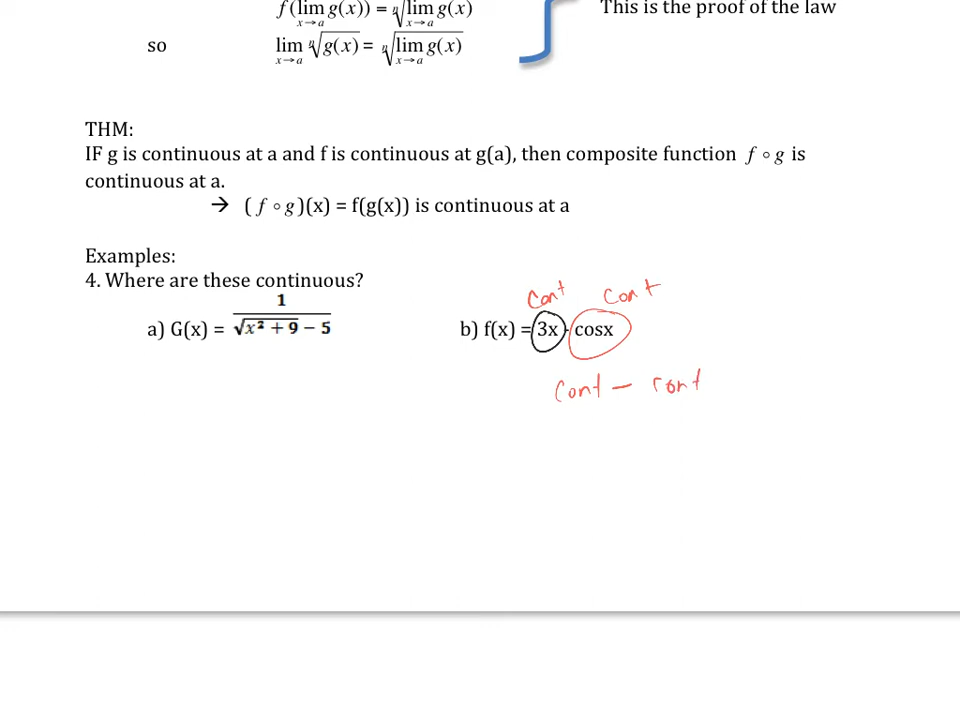 f(lim g(x)) = ⁿ√lim g(x) This is the proof of the law
x→a x→a
so lim ⁿ√g(x) = ⁿ√lim g(x)
x→a x→a
THM:
IF g is continuous at a and f is continuous at g(a), then composite function f ∘ g is
continuous at a.
→ ( f ∘ g )(x) = f(g(x)) is continuous at a
Examples:
4. Where are these continuous?
cont cont
a) G(x) = 1/(√(x² + 9) − 5) b) f(x) = 3x - cosx
cont − cont